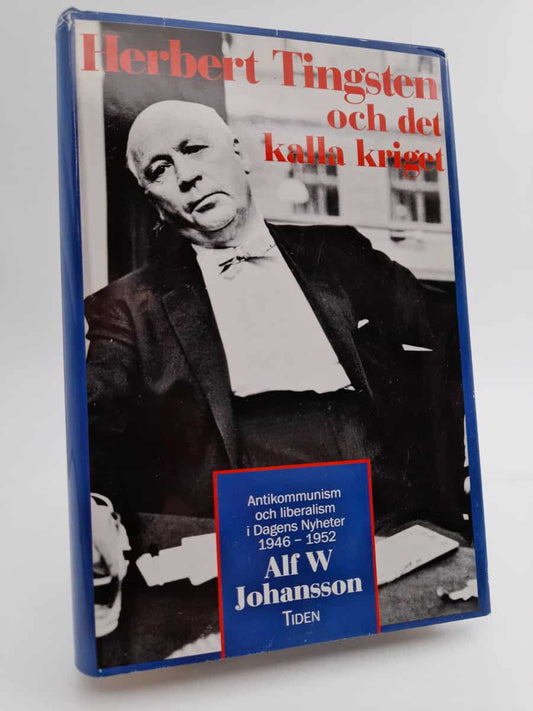 Herbert Tingsten
och det
kalla kriget
Antikommunism
och liberalism
i Dagens Nyheter
1946 – 1952
Alf W
Johansson
TIDEN